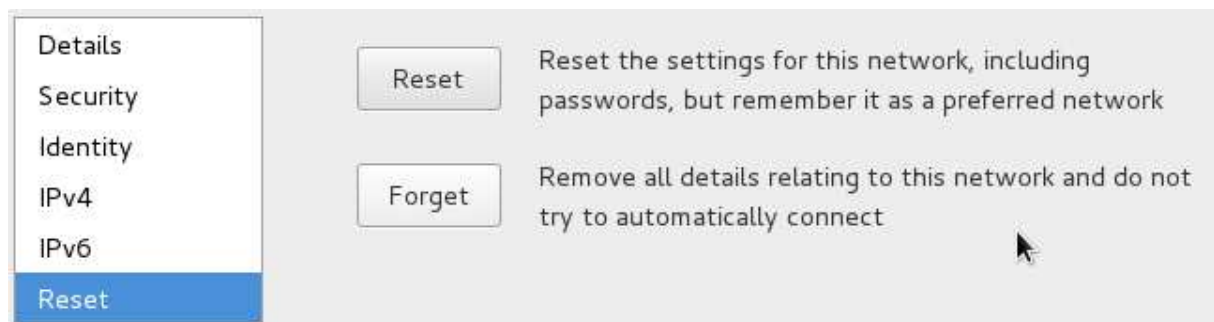 Details
Security
Identity
IPv4
IPv6
Reset
Reset
Reset the settings for this network, including
passwords, but remember it as a preferred network
Forget
Remove all details relating to this network and do not
try to automatically connect